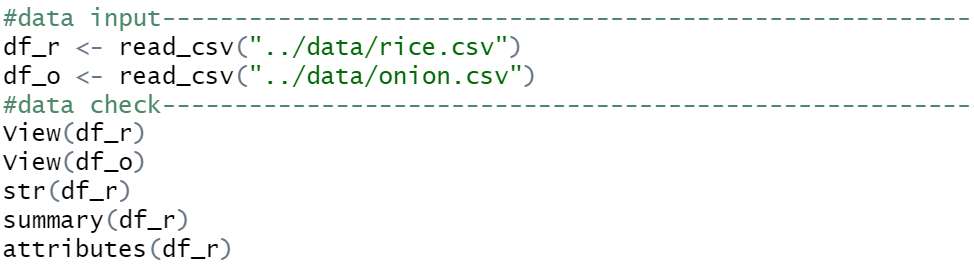 #data input--------------------------------------------------------
df_r <- read_csv("../data/rice.csv")
df_o <- read_csv("../data/onion.csv")
#data check--------------------------------------------------------
View(df_r)
View(df_o)
str(df_r)
summary(df_r)
attributes(df_r)